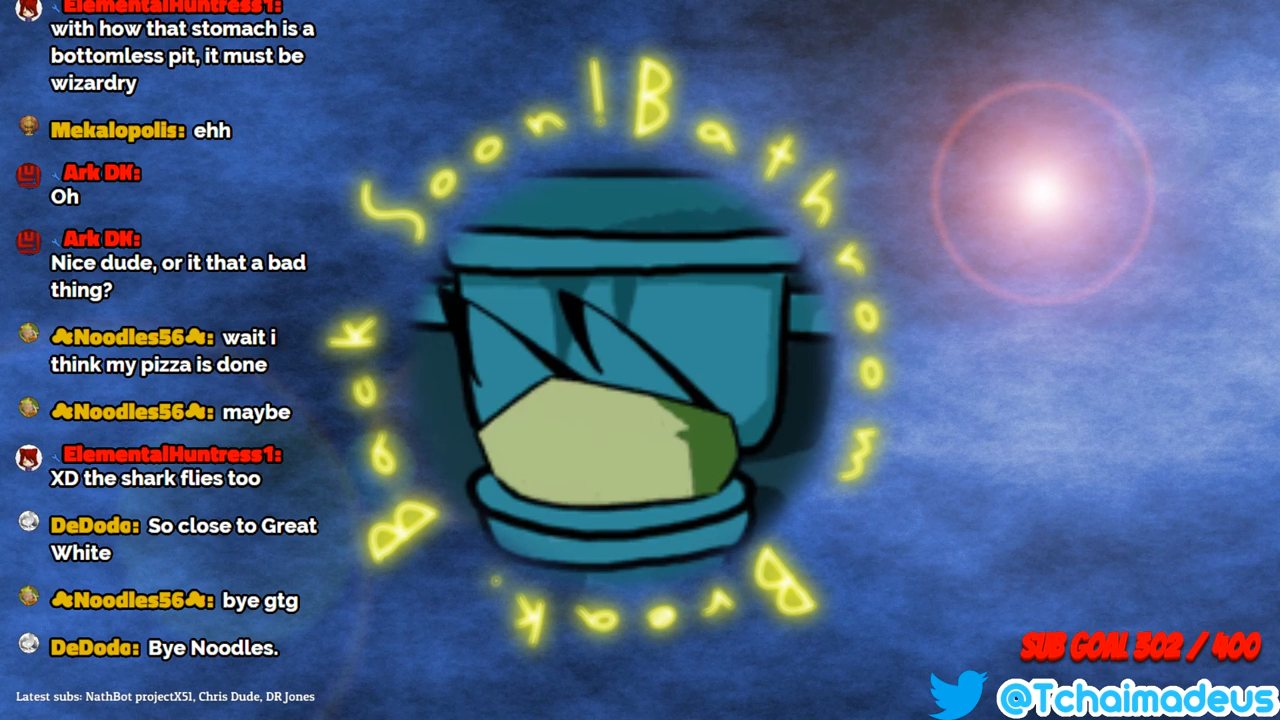 ElementalHuntress1:
with how that stomach is a
bottomless pit, it must be
wizardry
Mekalopolis: ehh
Ark DK:
Oh
Ark DK:
Nice dude, or it that a bad
thing?
Noodles56: wait i
think my pizza is done
Noodles56: maybe
ElementalHuntress1:
XD the shark flies too
DeDodo: So close to Great
White
Noodles56: bye gtg
DeDodo: Bye Noodles.
Latest subs: NathBot projectX51, Chris Dude, DR Jones
Bathroom Break. Back Soon!
SUB GOAL 302 / 400
@Tchaimadeus